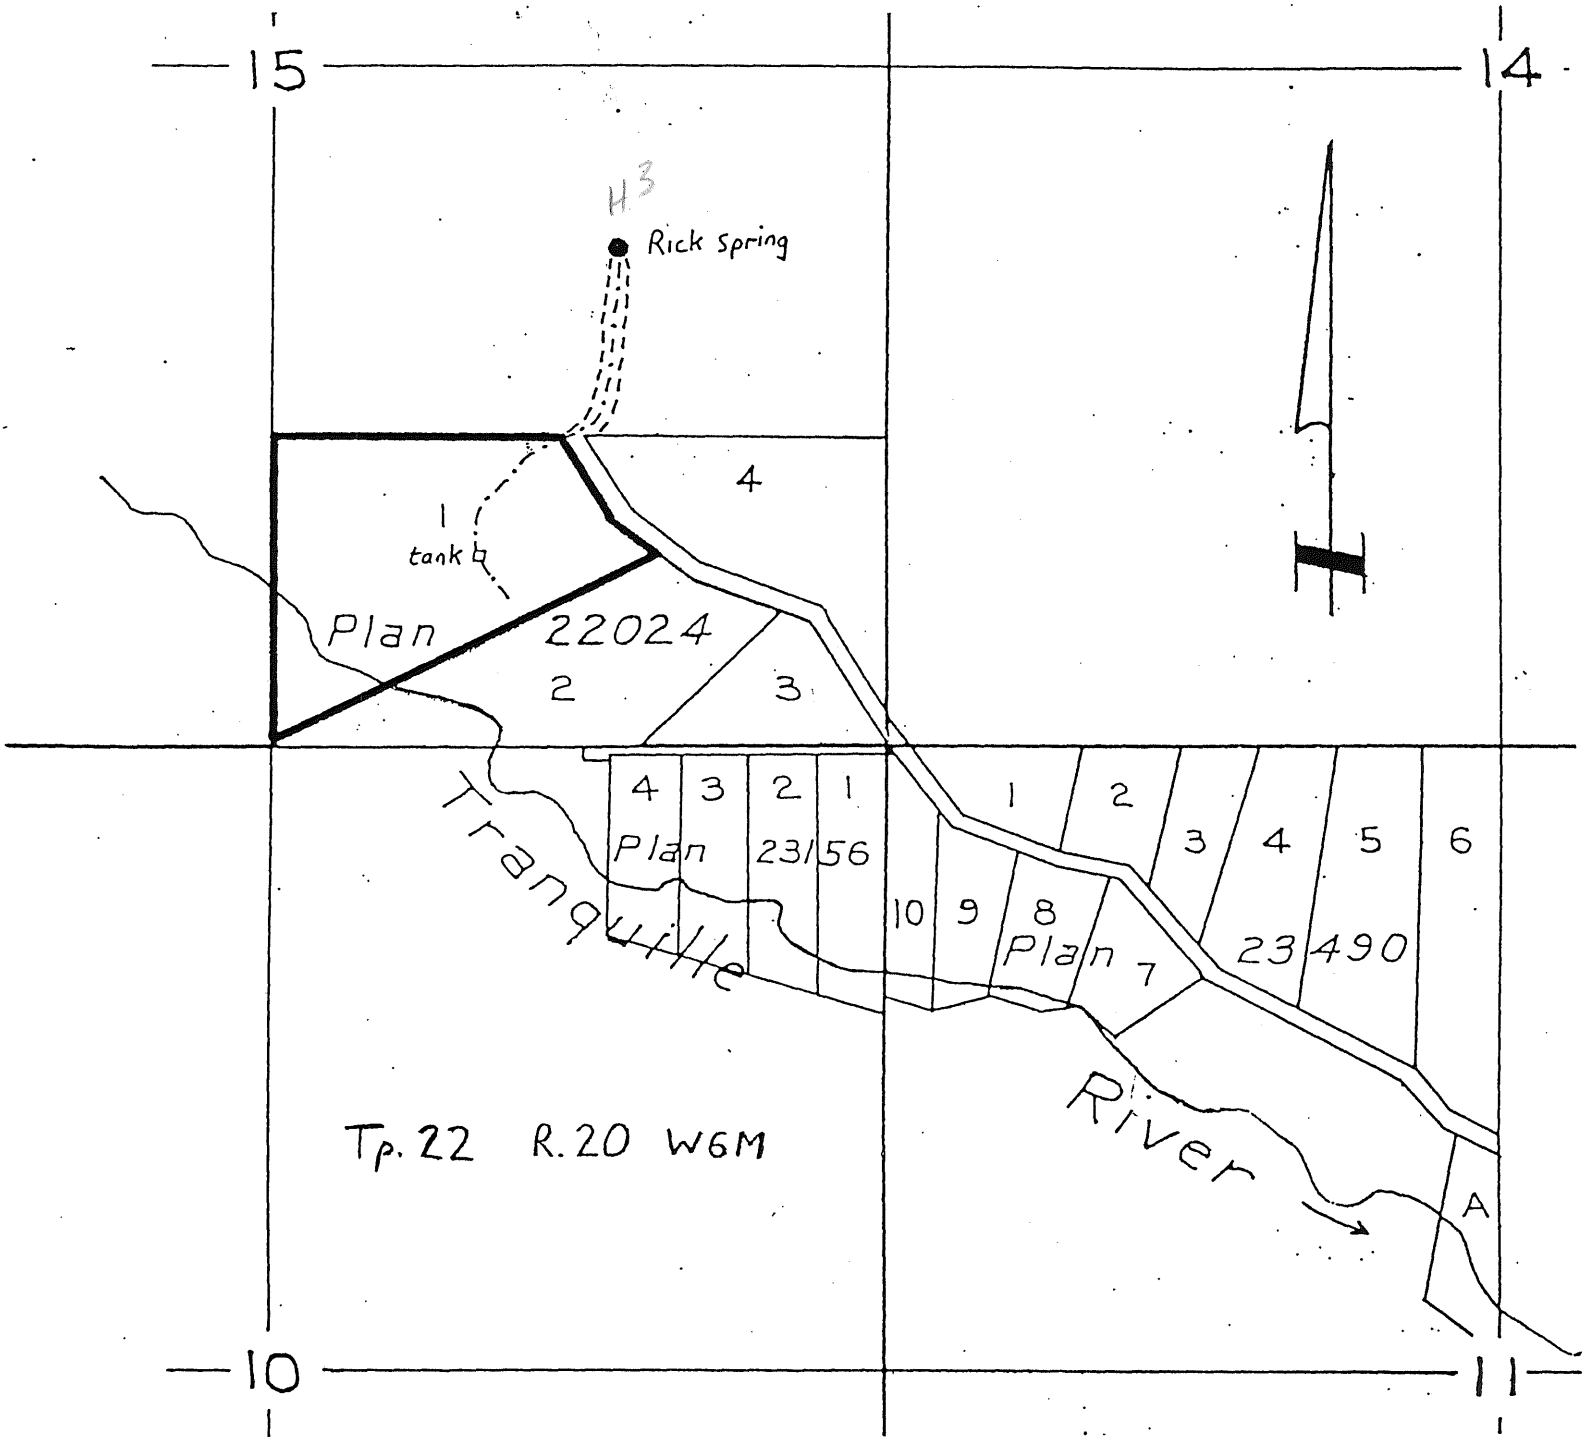 15
14
H3
Rick spring
4
1
tank
Plan 22024
2
3
4 3 2 1
Plan 23156
1 2 3 4 5 6
10 9 8 7
Plan 23490
Tranquille
River
Tp. 22 R. 20 W6M
A
10
11